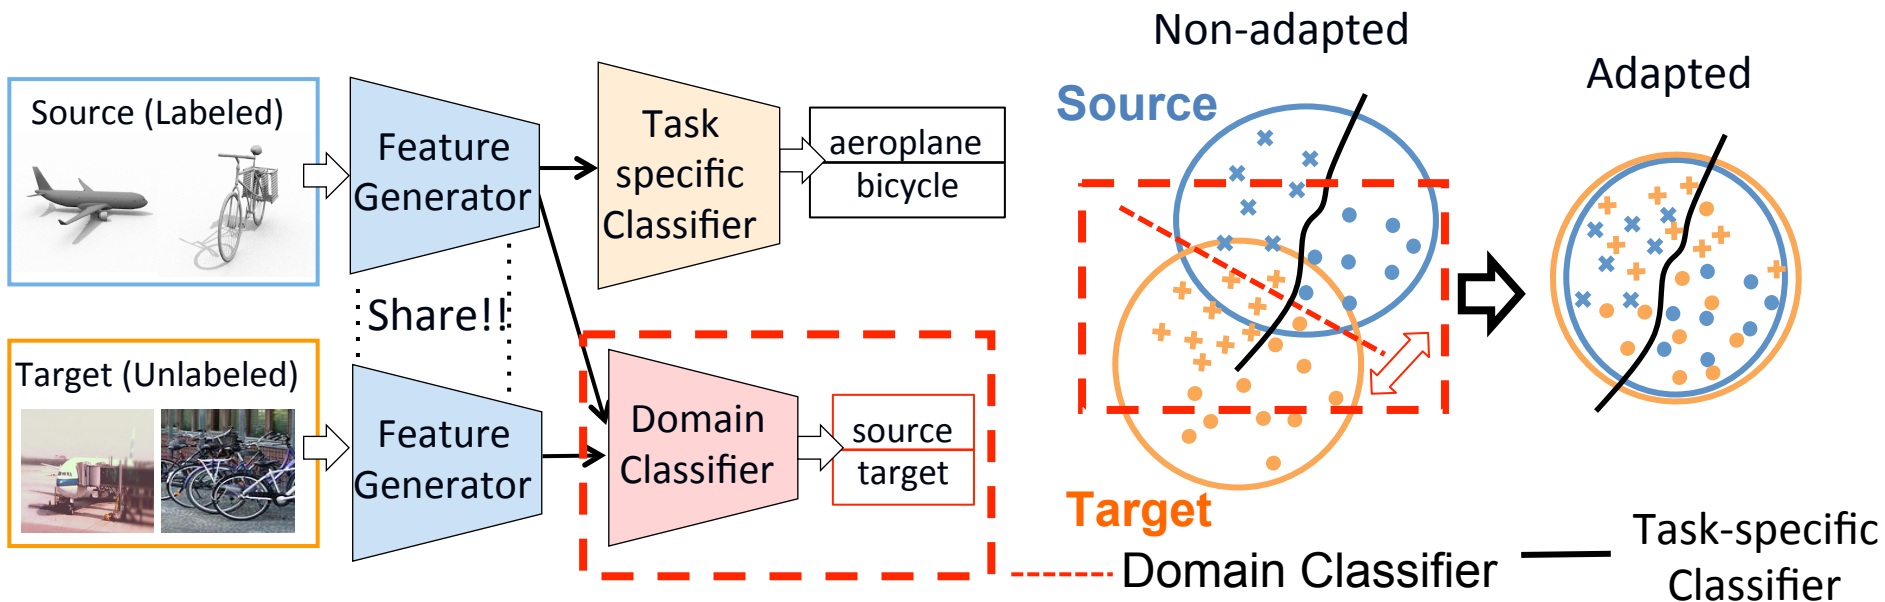 Source (Labeled)
Feature
Generator
Task
specific
Classifier
aeroplane
bicycle
Share!!
Target (Unlabeled)
Feature
Generator
Domain
Classifier
source
target
Non-adapted
Adapted
Source
Target
Domain Classifier
Task-specific
Classifier